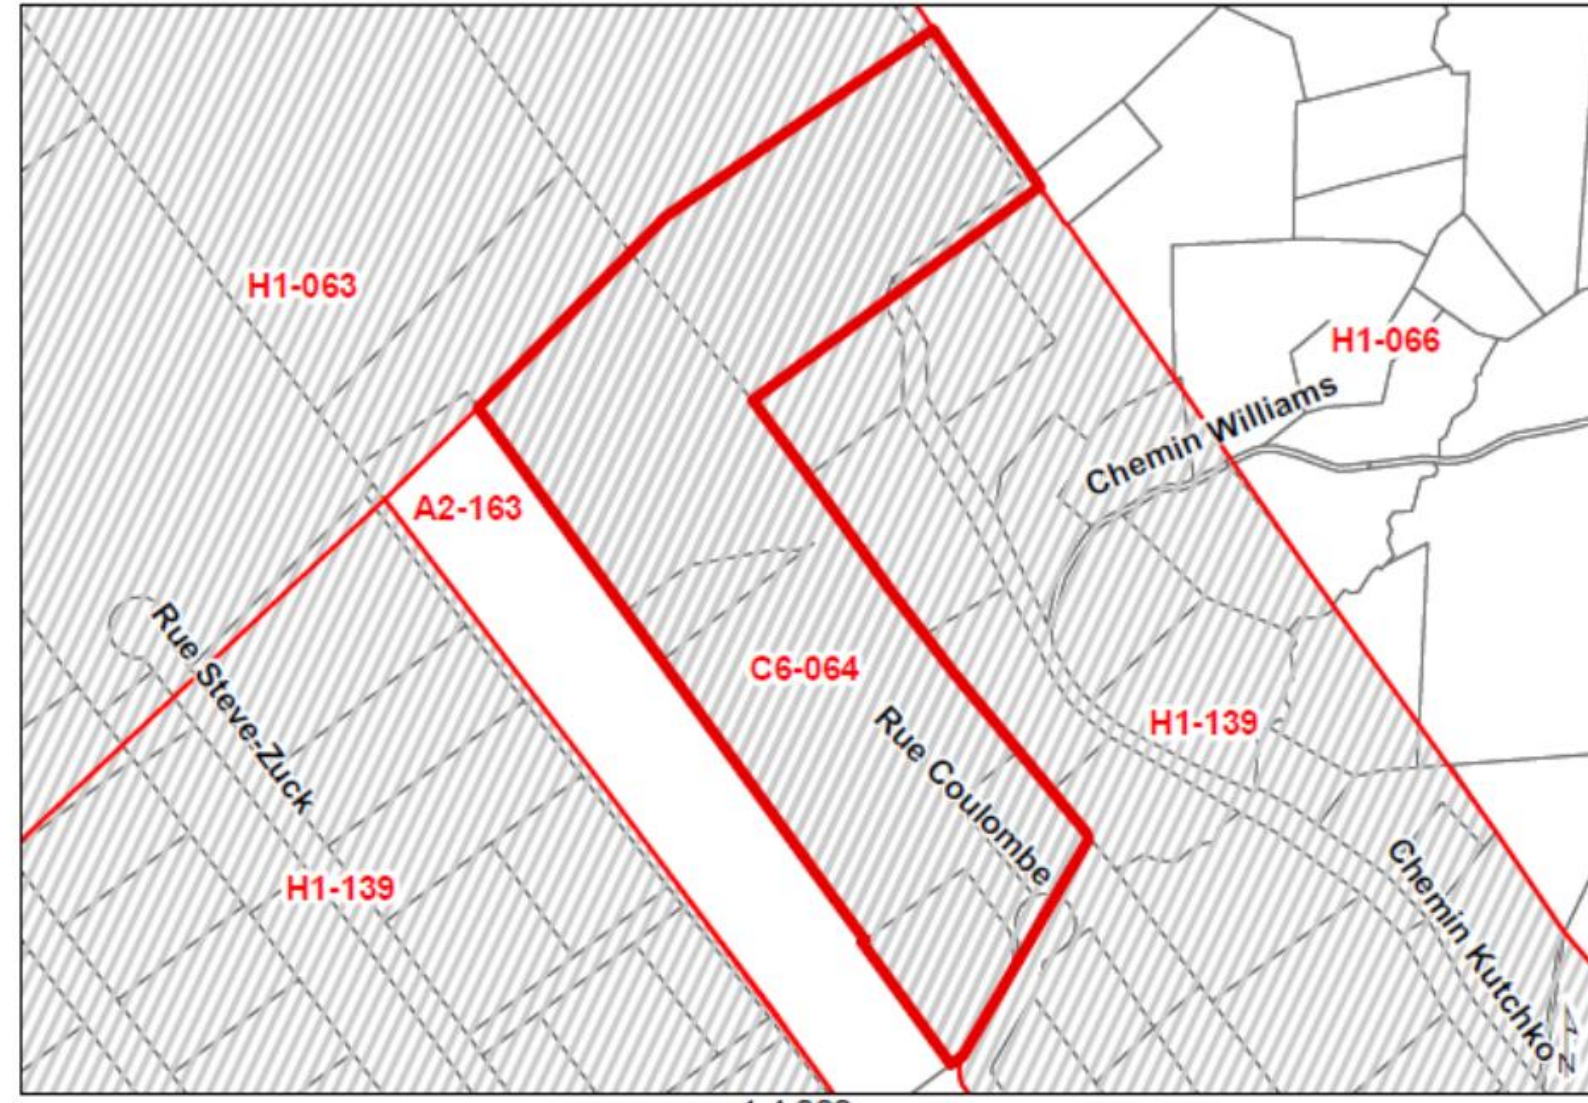 H1-063
H1-066
Chemin Williams
A2-163
Rue Steve-Zuck
C6-064
Rue Coulombe
H1-139
H1-139
Chemin Kutchko
N